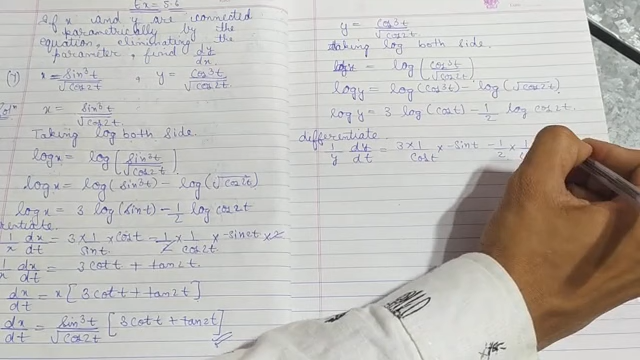 Ex = 5.6
If x and y are connected
parametrically by the
equation, eliminating the
parameter, find dy/dx.
(7) x = sin³t/√cos2t , y = cos³t/√cos2t
Solⁿ
x = sin³t/√cos2t.
Taking log both side.
log x = log [sin³t/√cos2t]
log x = log (sin³t) - log (√cos2t)
log x = 3 log (sin t) - 1/2 log cos2t
erentiate.
1/x dx/dt = 3×1/sin t. × cost - 1/2 × 1/cos2t × -sin2t × 2
1/x dx/dt = 3 cot t + tan2t.
dx/dt = x [3 cot t + tan2t]
dx/dt = sin³t/√cos2t [3 cot t + tan2t]
y = cos³t/√cos2t
taking log both side.
log y = log (cos³t/√cos2t)
log y = log (cos³t) - log (√cos2t)
log y = 3 log (cost) - 1/2 log cos2t.
differentiate
1/y dy/dt = 3×1/cost × -sint - 1/2 × 1/